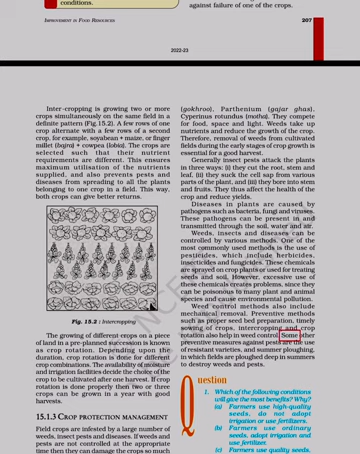 conditions.
against failure of one of the crops.
IMPROVEMENT IN FOOD RESOURCES
207
2022-23
Inter-cropping is growing two or more
crops simultaneously on the same field in a
definite pattern (Fig.15.2). A few rows of one
crop alternate with a few rows of a second
crop, for example, soyabean + maize, or finger
millet (bajra) + cowpea (lobia). The crops are
selected such that their nutrient
requirements are different. This ensures
maximum utilisation of the nutrients
supplied, and also prevents pests and
diseases from spreading to all the plants
belonging to one crop in a field. This way,
both crops can give better returns.
Fig. 15.2 : Intercropping
The growing of different crops on a piece
of land in a pre-planned succession is known
as crop rotation. Depending upon the
duration, crop rotation is done for different
crop combinations. The availability of moisture
and irrigation facilities decide the choice of the
crop to be cultivated after one harvest. If crop
rotation is done properly then two or three
crops can be grown in a year with good
harvests.
15.1.3 CROP PROTECTION MANAGEMENT
Field crops are infested by a large number of
weeds, insect pests and diseases. If weeds and
pests are not controlled at the appropriate
time then they can damage the crops so much
(gokhroo), Parthenium (gajar ghas),
Cyperinus rotundus (motha). They compete
for food, space and light. Weeds take up
nutrients and reduce the growth of the crop.
Therefore, removal of weeds from cultivated
fields during the early stages of crop growth is
essential for a good harvest.
Generally insect pests attack the plants
in three ways: (i) they cut the root, stem and
leaf, (ii) they suck the cell sap from various
parts of the plant, and (iii) they bore into stem
and fruits. They thus affect the health of the
crop and reduce yields.
Diseases in plants are caused by
pathogens such as bacteria, fungi and viruses.
These pathogens can be present in and
transmitted through the soil, water and air.
Weeds, insects and diseases can be
controlled by various methods. One of the
most commonly used methods is the use of
pesticides, which include herbicides,
insecticides and fungicides. These chemicals
are sprayed on crop plants or used for treating
seeds and soil. However, excessive use of
these chemicals creates problems, since they
can be poisonous to many plant and animal
species and cause environmental pollution.
Weed control methods also include
mechanical removal. Preventive methods
such as proper seed bed preparation, timely
sowing of crops, intercropping and crop
rotation also help in weed control. Some other
preventive measures against pests are the use
of resistant varieties, and summer ploughing,
in which fields are ploughed deep in summers
to destroy weeds and pests.
Question
1. Which of the following conditions
will give the most benefits? Why?
(a) Farmers use high-quality
seeds, do not adopt
irrigation or use fertilizers.
(b) Farmers use ordinary
seeds, adopt irrigation and
use fertilizer.
(c) Farmers use quality seeds,